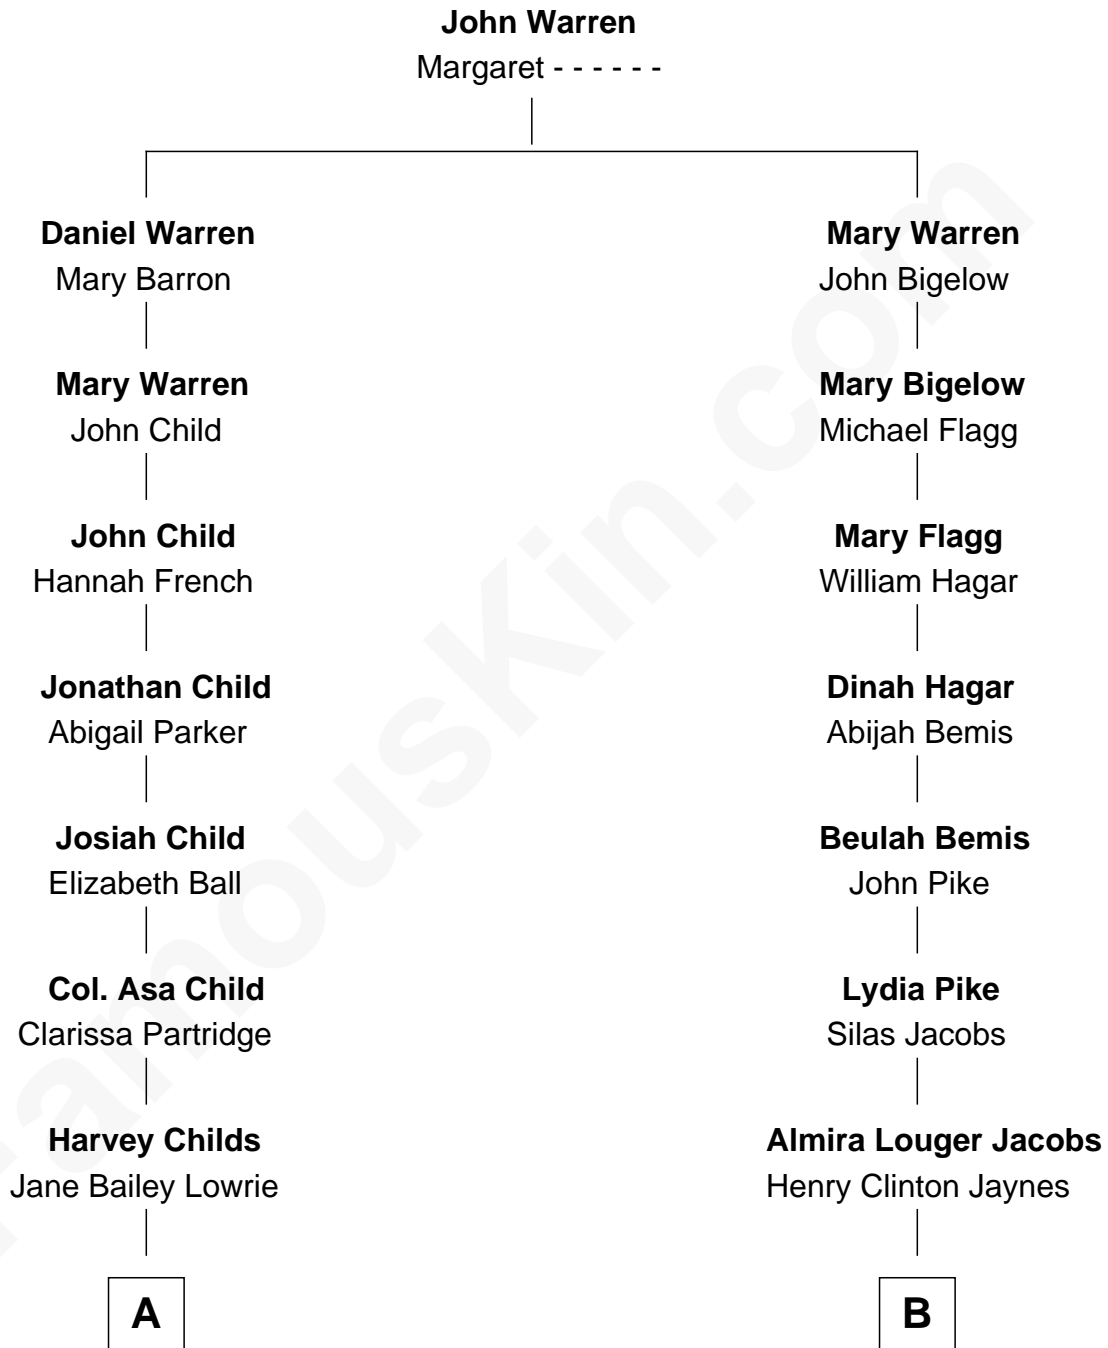 John Warren
Margaret - - - - - -
Daniel Warren
Mary Barron
Mary Warren
John Bigelow
Mary Warren
John Child
Mary Bigelow
Michael Flagg
John Child
Hannah French
Mary Flagg
William Hagar
Jonathan Child
Abigail Parker
Dinah Hagar
Abijah Bemis
Josiah Child
Elizabeth Ball
Beulah Bemis
John Pike
Col. Asa Child
Clarissa Partridge
Lydia Pike
Silas Jacobs
Harvey Childs
Jane Bailey Lowrie
Almira Louger Jacobs
Henry Clinton Jaynes
A
B
FamousKin.com